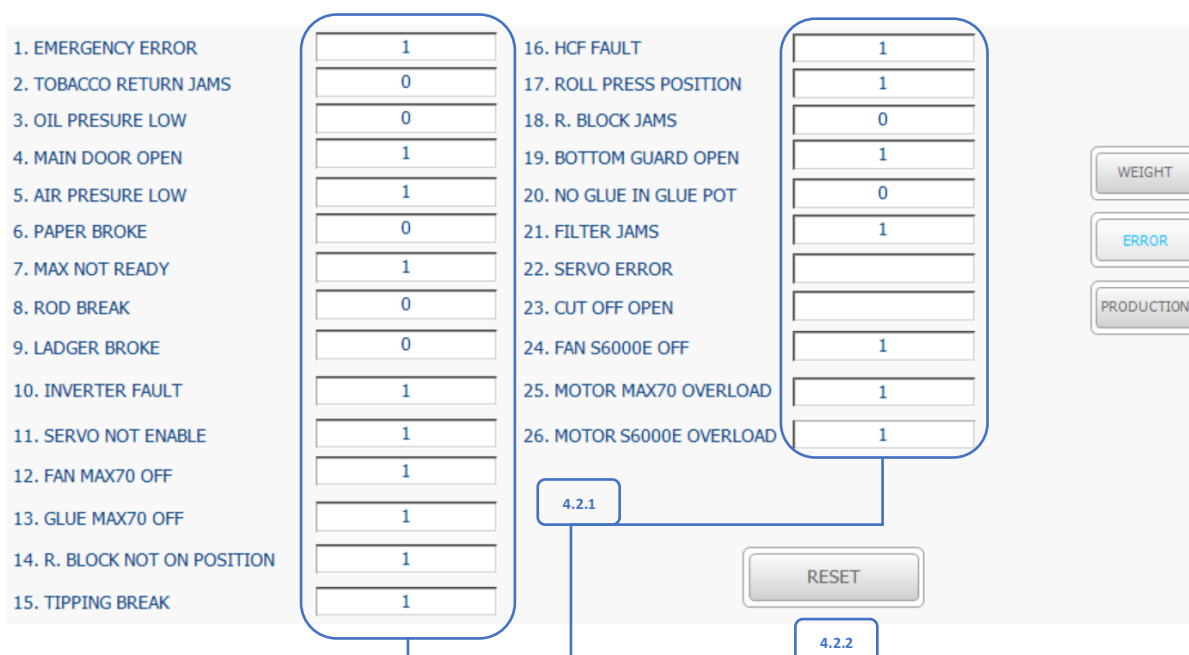 1. EMERGENCY ERROR 1
2. TOBACCO RETURN JAMS 0
3. OIL PRESURE LOW 0
4. MAIN DOOR OPEN 1
5. AIR PRESURE LOW 1
6. PAPER BROKE 0
7. MAX NOT READY 1
8. ROD BREAK 0
9. LADGER BROKE 0
10. INVERTER FAULT 1
11. SERVO NOT ENABLE 1
12. FAN MAX70 OFF 1
13. GLUE MAX70 OFF 1
14. R. BLOCK NOT ON POSITION 1
15. TIPPING BREAK 1
16. HCF FAULT 1
17. ROLL PRESS POSITION 1
18. R. BLOCK JAMS 0
19. BOTTOM GUARD OPEN 1
20. NO GLUE IN GLUE POT 0
21. FILTER JAMS 1
22. SERVO ERROR
23. CUT OFF OPEN
24. FAN S6000E OFF 1
25. MOTOR MAX70 OVERLOAD 1
26. MOTOR S6000E OVERLOAD 1
4.2.1
RESET
4.2.2
WEIGHT
ERROR
PRODUCTION